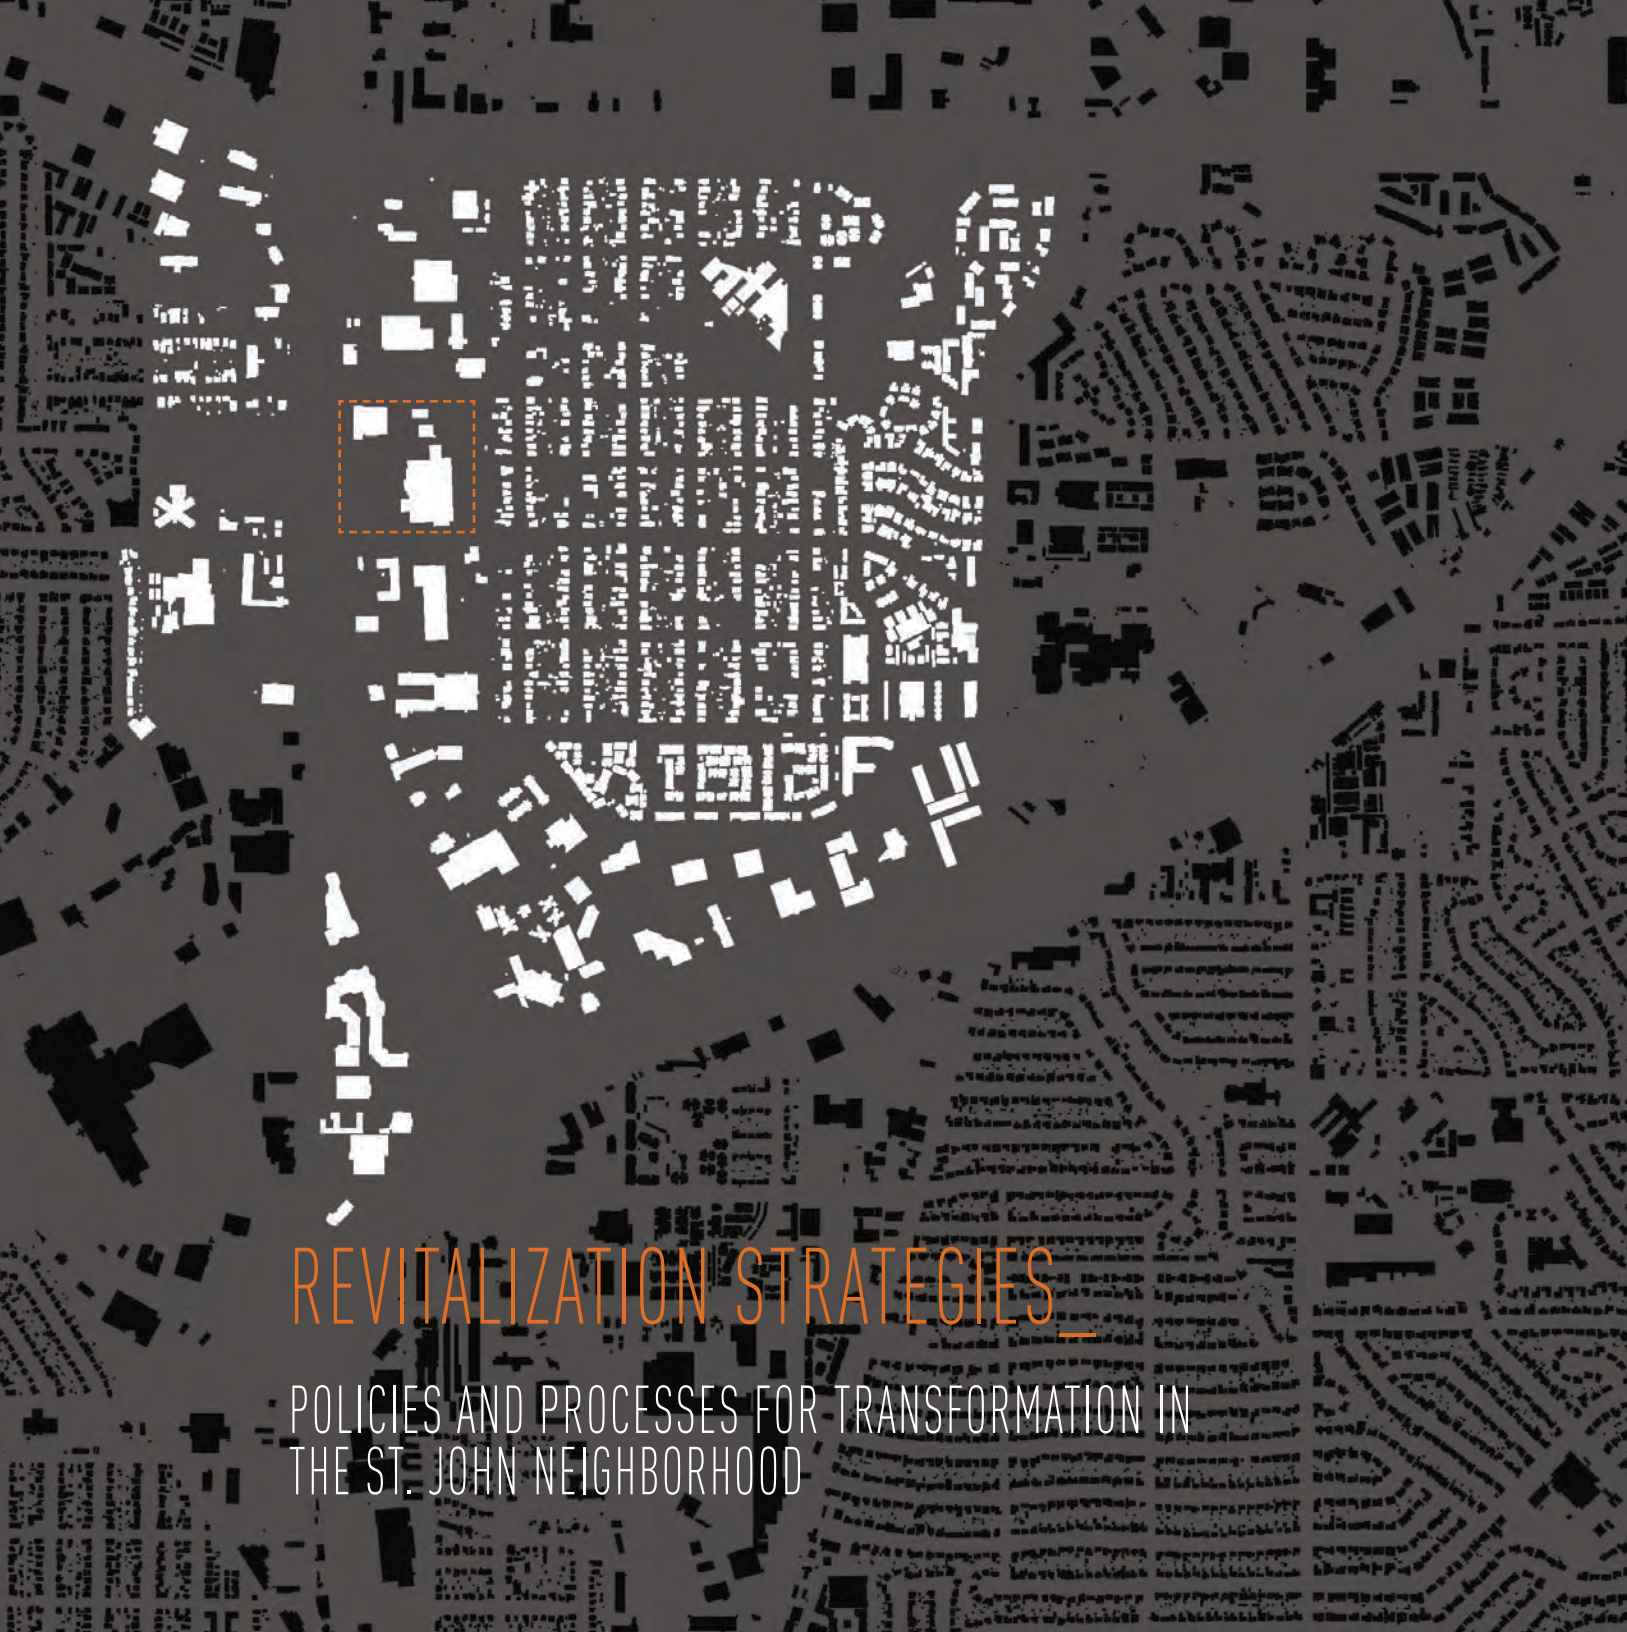 REVITALIZATION STRATEGIES_
POLICIES AND PROCESSES FOR TRANSFORMATION IN
THE ST. JOHN NEIGHBORHOOD